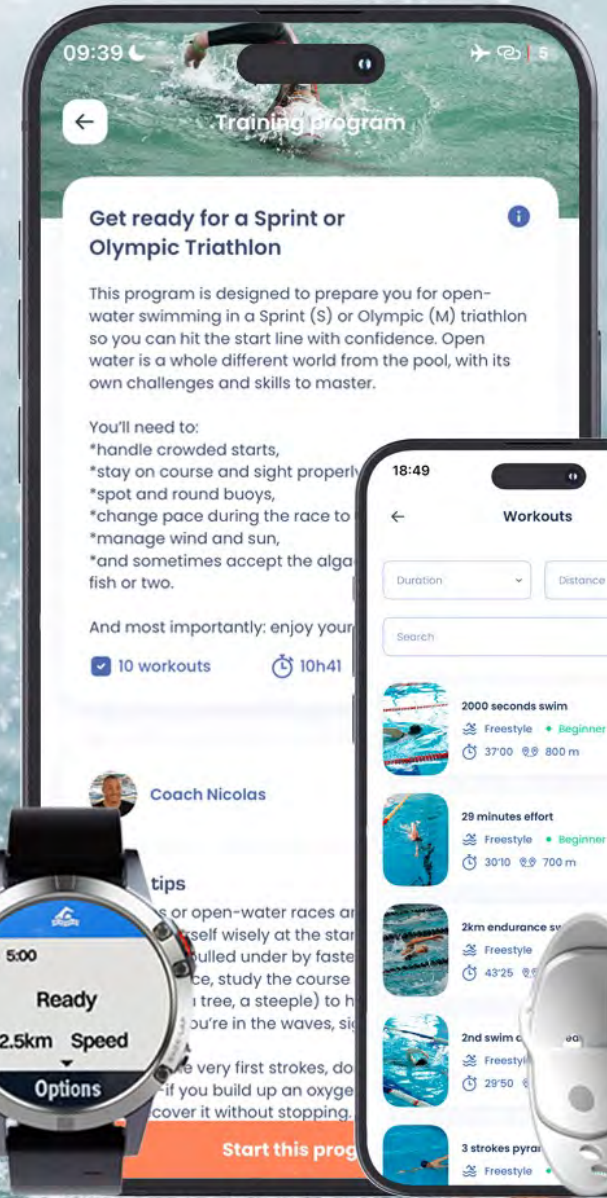 09:39
5
Training program
Get ready for a Sprint or
Olympic Triathlon
This program is designed to prepare you for open-
water swimming in a Sprint (S) or Olympic (M) triathlon
so you can hit the start line with confidence. Open
water is a whole different world from the pool, with its
own challenges and skills to master.
You'll need to:
*handle crowded starts,
*stay on course and sight properly
*spot and round buoys,
*change pace during the race to
*manage wind and sun,
*and sometimes accept the alga
fish or two.
And most importantly: enjoy your
10 workouts
10h41
Coach Nicolas
tips
s or open-water races ar
rself wisely at the star
pulled under by faste
ce, study the course
tree, a steeple) to h
ou're in the waves, si
e very first strokes, do
-if you build up an oxyge
cover it without stopping.
Start this prog
18:49
Workouts
Duration
Distance
Search
2000 seconds swim
Freestyle • Beginner
37'00 800 m
29 minutes effort
Freestyle • Beginner
30'10 700 m
2km endurance sw
Freestyle
43'25
2nd swim
Freestyl
29'50
3 strokes pyra
Freestyle •
5:00
Ready
2.5km Speed
Options